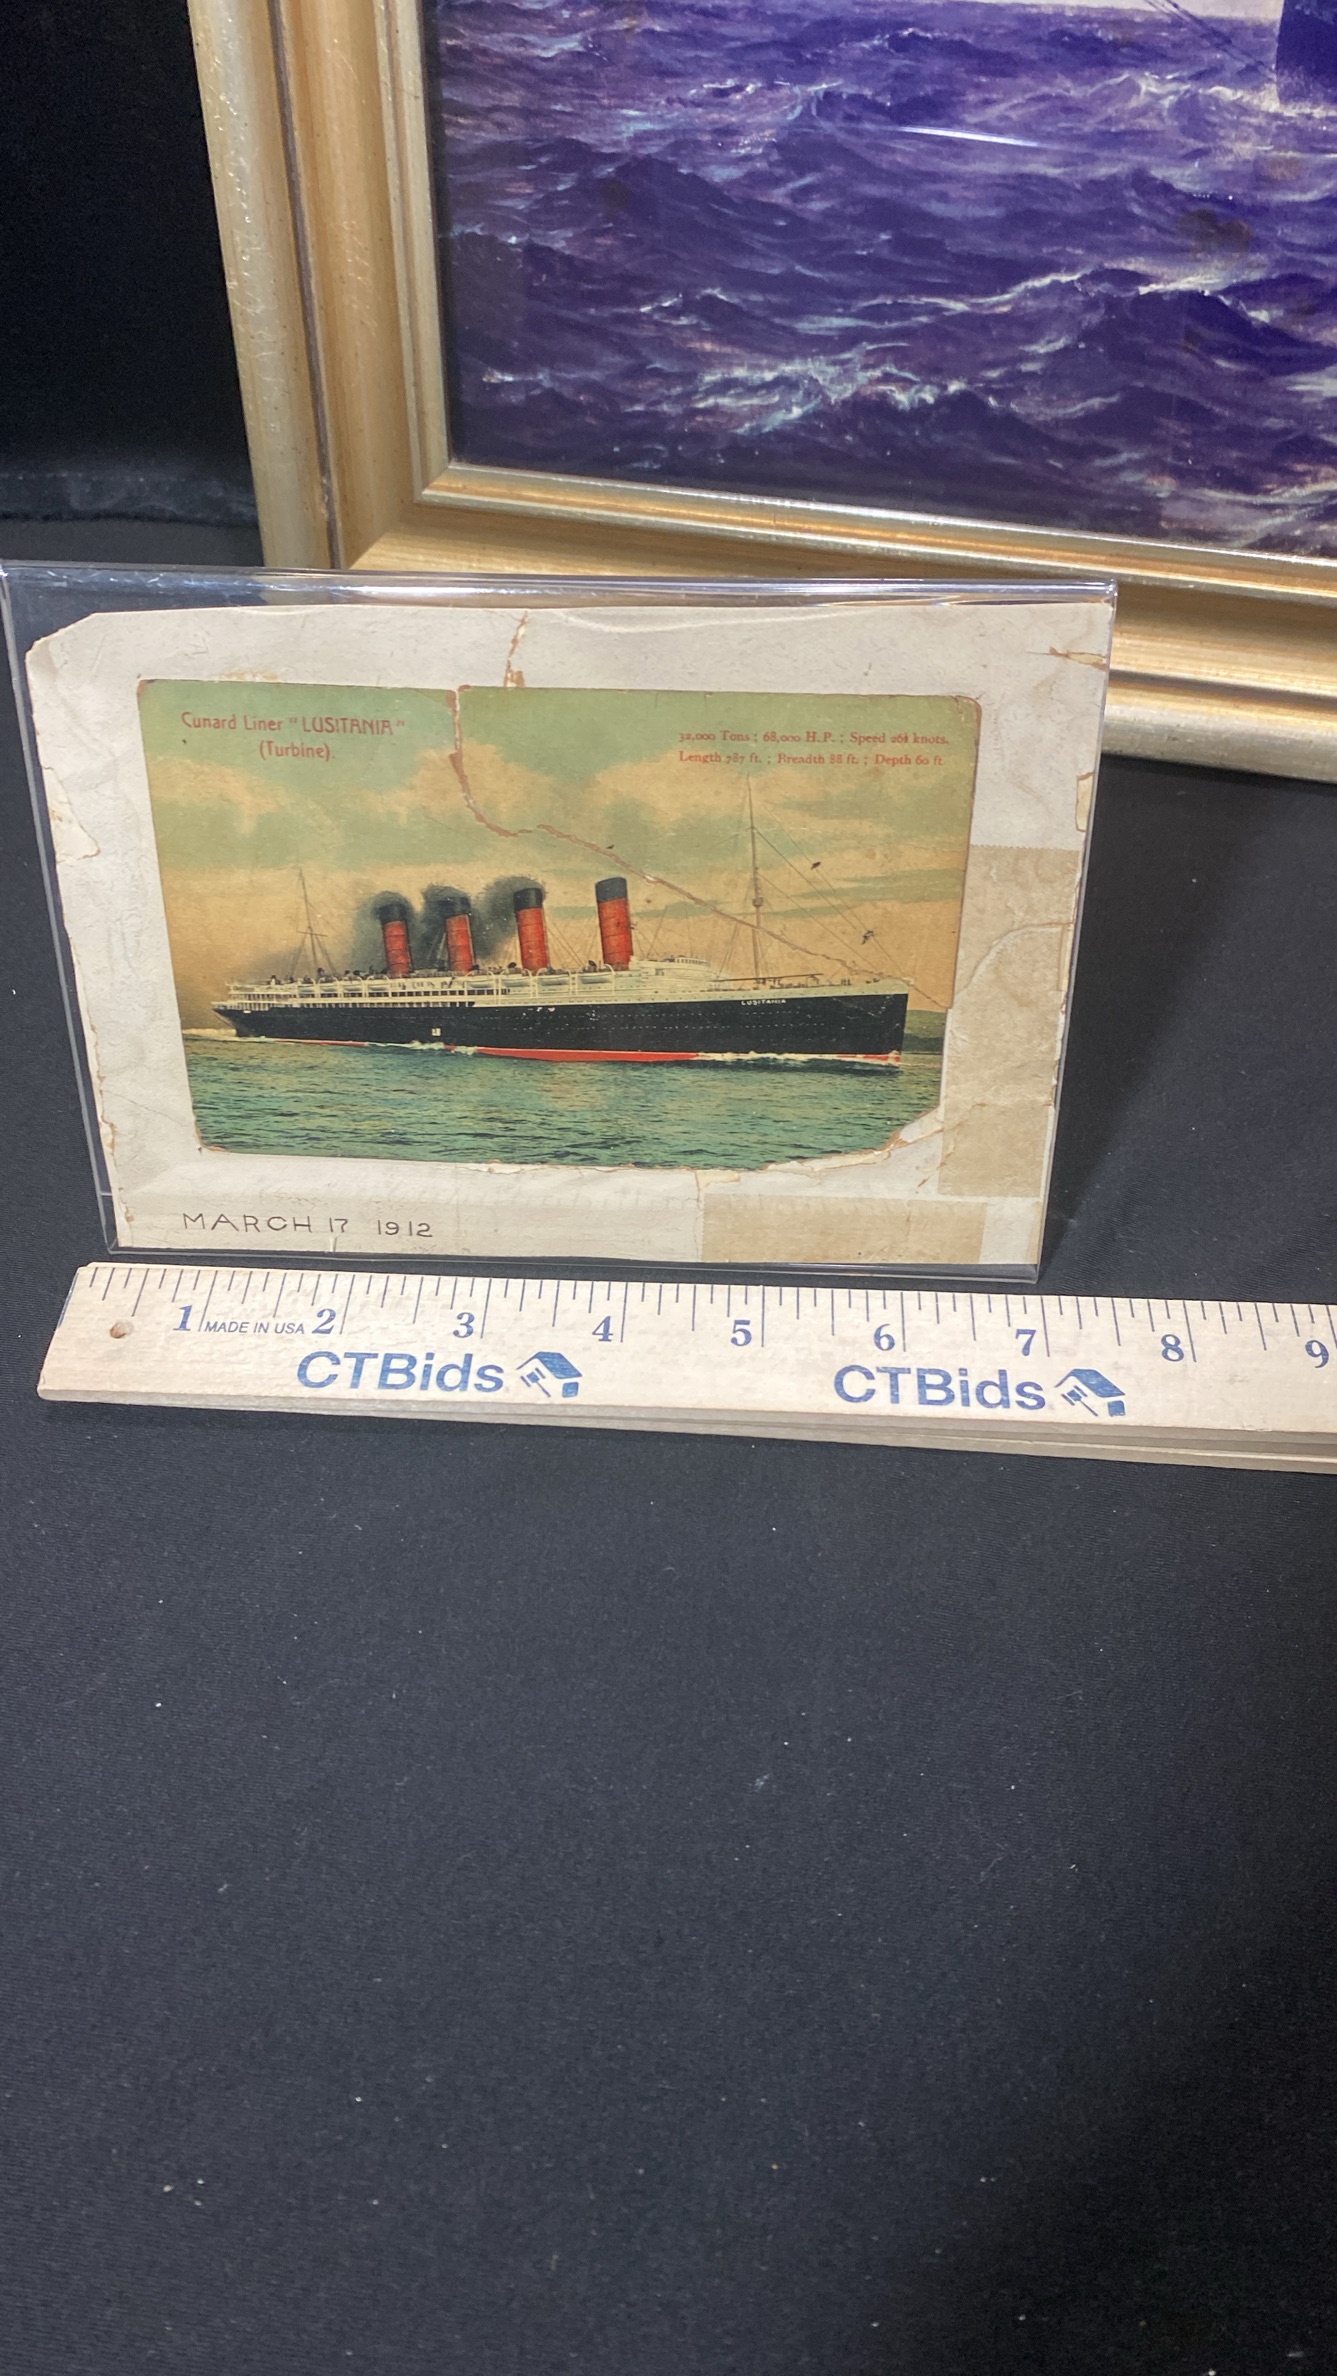 Cunard Liner "LUSITANIA"
(Turbine).
32,000 Tons ; 68,000 H.P. ; Speed 26½ knots.
Length 787 ft. ; Breadth 88 ft. ; Depth 60 ft
LUSITANIA
MARCH 17 1912
1 MADE IN USA 2 3 4 5 6 7 8 9
CTBids CTBids